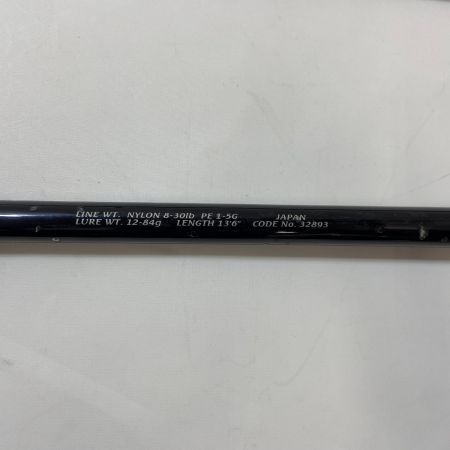 LINE WT. NYLON 8-30lb PE 1-5G JAPAN
LURE WT. 12-84g LENGTH 13'6" CODE No. 32893